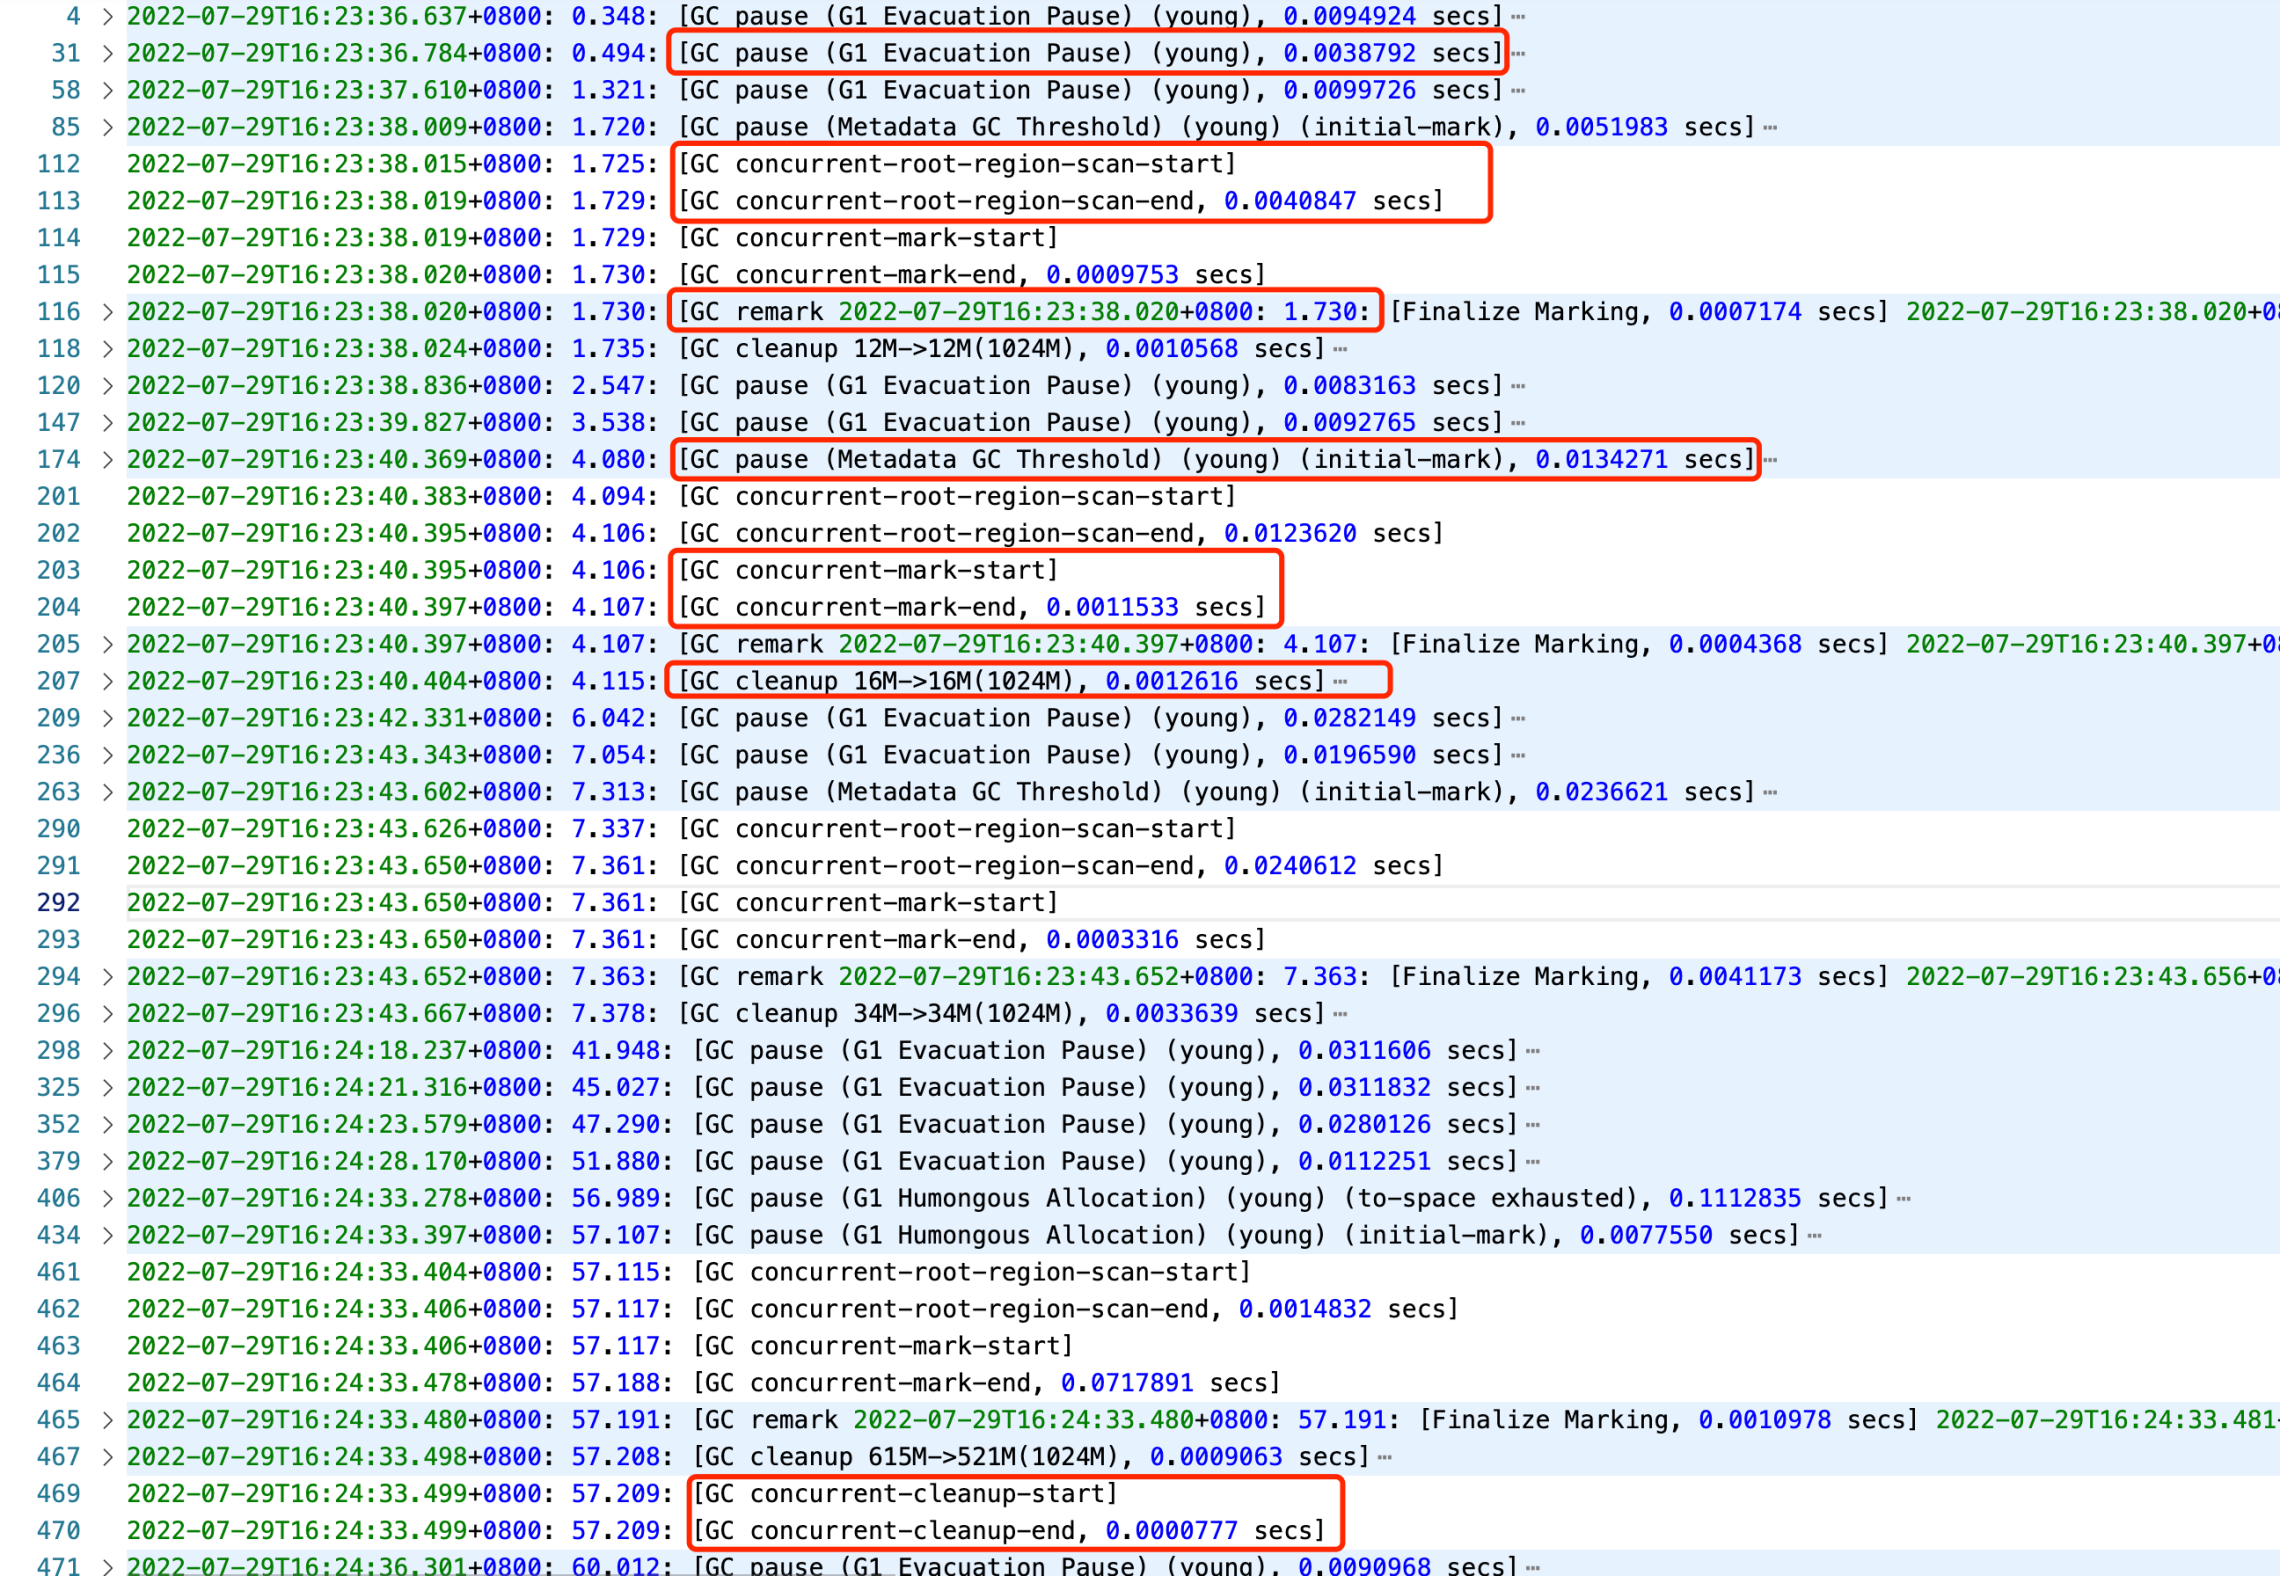 4 > 2022-07-29T16:23:36.637+0800: 0.348: [GC pause (G1 Evacuation Pause) (young), 0.0094924 secs]…
31 > 2022-07-29T16:23:36.784+0800: 0.494: [GC pause (G1 Evacuation Pause) (young), 0.0038792 secs]…
58 > 2022-07-29T16:23:37.610+0800: 1.321: [GC pause (G1 Evacuation Pause) (young), 0.0099726 secs]…
85 > 2022-07-29T16:23:38.009+0800: 1.720: [GC pause (Metadata GC Threshold) (young) (initial-mark), 0.0051983 secs]…
112 2022-07-29T16:23:38.015+0800: 1.725: [GC concurrent-root-region-scan-start]
113 2022-07-29T16:23:38.019+0800: 1.729: [GC concurrent-root-region-scan-end, 0.0040847 secs]
114 2022-07-29T16:23:38.019+0800: 1.729: [GC concurrent-mark-start]
115 2022-07-29T16:23:38.020+0800: 1.730: [GC concurrent-mark-end, 0.0009753 secs]
116 > 2022-07-29T16:23:38.020+0800: 1.730: [GC remark 2022-07-29T16:23:38.020+0800: 1.730: [Finalize Marking, 0.0007174 secs] 2022-07-29T16:23:38.020+0
118 > 2022-07-29T16:23:38.024+0800: 1.735: [GC cleanup 12M->12M(1024M), 0.0010568 secs]…
120 > 2022-07-29T16:23:38.836+0800: 2.547: [GC pause (G1 Evacuation Pause) (young), 0.0083163 secs]…
147 > 2022-07-29T16:23:39.827+0800: 3.538: [GC pause (G1 Evacuation Pause) (young), 0.0092765 secs]…
174 > 2022-07-29T16:23:40.369+0800: 4.080: [GC pause (Metadata GC Threshold) (young) (initial-mark), 0.0134271 secs]…
201 2022-07-29T16:23:40.383+0800: 4.094: [GC concurrent-root-region-scan-start]
202 2022-07-29T16:23:40.395+0800: 4.106: [GC concurrent-root-region-scan-end, 0.0123620 secs]
203 2022-07-29T16:23:40.395+0800: 4.106: [GC concurrent-mark-start]
204 2022-07-29T16:23:40.397+0800: 4.107: [GC concurrent-mark-end, 0.0011533 secs]
205 > 2022-07-29T16:23:40.397+0800: 4.107: [GC remark 2022-07-29T16:23:40.397+0800: 4.107: [Finalize Marking, 0.0004368 secs] 2022-07-29T16:23:40.397+0
207 > 2022-07-29T16:23:40.404+0800: 4.115: [GC cleanup 16M->16M(1024M), 0.0012616 secs]…
209 > 2022-07-29T16:23:42.331+0800: 6.042: [GC pause (G1 Evacuation Pause) (young), 0.0282149 secs]…
236 > 2022-07-29T16:23:43.343+0800: 7.054: [GC pause (G1 Evacuation Pause) (young), 0.0196590 secs]…
263 > 2022-07-29T16:23:43.602+0800: 7.313: [GC pause (Metadata GC Threshold) (young) (initial-mark), 0.0236621 secs]…
290 2022-07-29T16:23:43.626+0800: 7.337: [GC concurrent-root-region-scan-start]
291 2022-07-29T16:23:43.650+0800: 7.361: [GC concurrent-root-region-scan-end, 0.0240612 secs]
292 2022-07-29T16:23:43.650+0800: 7.361: [GC concurrent-mark-start]
293 2022-07-29T16:23:43.650+0800: 7.361: [GC concurrent-mark-end, 0.0003316 secs]
294 > 2022-07-29T16:23:43.652+0800: 7.363: [GC remark 2022-07-29T16:23:43.652+0800: 7.363: [Finalize Marking, 0.0041173 secs] 2022-07-29T16:23:43.656+0
296 > 2022-07-29T16:23:43.667+0800: 7.378: [GC cleanup 34M->34M(1024M), 0.0033639 secs]…
298 > 2022-07-29T16:24:18.237+0800: 41.948: [GC pause (G1 Evacuation Pause) (young), 0.0311606 secs]…
325 > 2022-07-29T16:24:21.316+0800: 45.027: [GC pause (G1 Evacuation Pause) (young), 0.0311832 secs]…
352 > 2022-07-29T16:24:23.579+0800: 47.290: [GC pause (G1 Evacuation Pause) (young), 0.0280126 secs]…
379 > 2022-07-29T16:24:28.170+0800: 51.880: [GC pause (G1 Evacuation Pause) (young), 0.0112251 secs]…
406 > 2022-07-29T16:24:33.278+0800: 56.989: [GC pause (G1 Humongous Allocation) (young) (to-space exhausted), 0.1112835 secs]…
434 > 2022-07-29T16:24:33.397+0800: 57.107: [GC pause (G1 Humongous Allocation) (young) (initial-mark), 0.0077550 secs]…
461 2022-07-29T16:24:33.404+0800: 57.115: [GC concurrent-root-region-scan-start]
462 2022-07-29T16:24:33.406+0800: 57.117: [GC concurrent-root-region-scan-end, 0.0014832 secs]
463 2022-07-29T16:24:33.406+0800: 57.117: [GC concurrent-mark-start]
464 2022-07-29T16:24:33.478+0800: 57.188: [GC concurrent-mark-end, 0.0717891 secs]
465 > 2022-07-29T16:24:33.480+0800: 57.191: [GC remark 2022-07-29T16:24:33.480+0800: 57.191: [Finalize Marking, 0.0010978 secs] 2022-07-29T16:24:33.481
467 > 2022-07-29T16:24:33.498+0800: 57.208: [GC cleanup 615M->521M(1024M), 0.0009063 secs]…
469 2022-07-29T16:24:33.499+0800: 57.209: [GC concurrent-cleanup-start]
470 2022-07-29T16:24:33.499+0800: 57.209: [GC concurrent-cleanup-end, 0.0000777 secs]
471 > 2022-07-29T16:24:36.301+0800: 60.012: [GC pause (G1 Evacuation Pause) (young), 0.0090968 secs]…